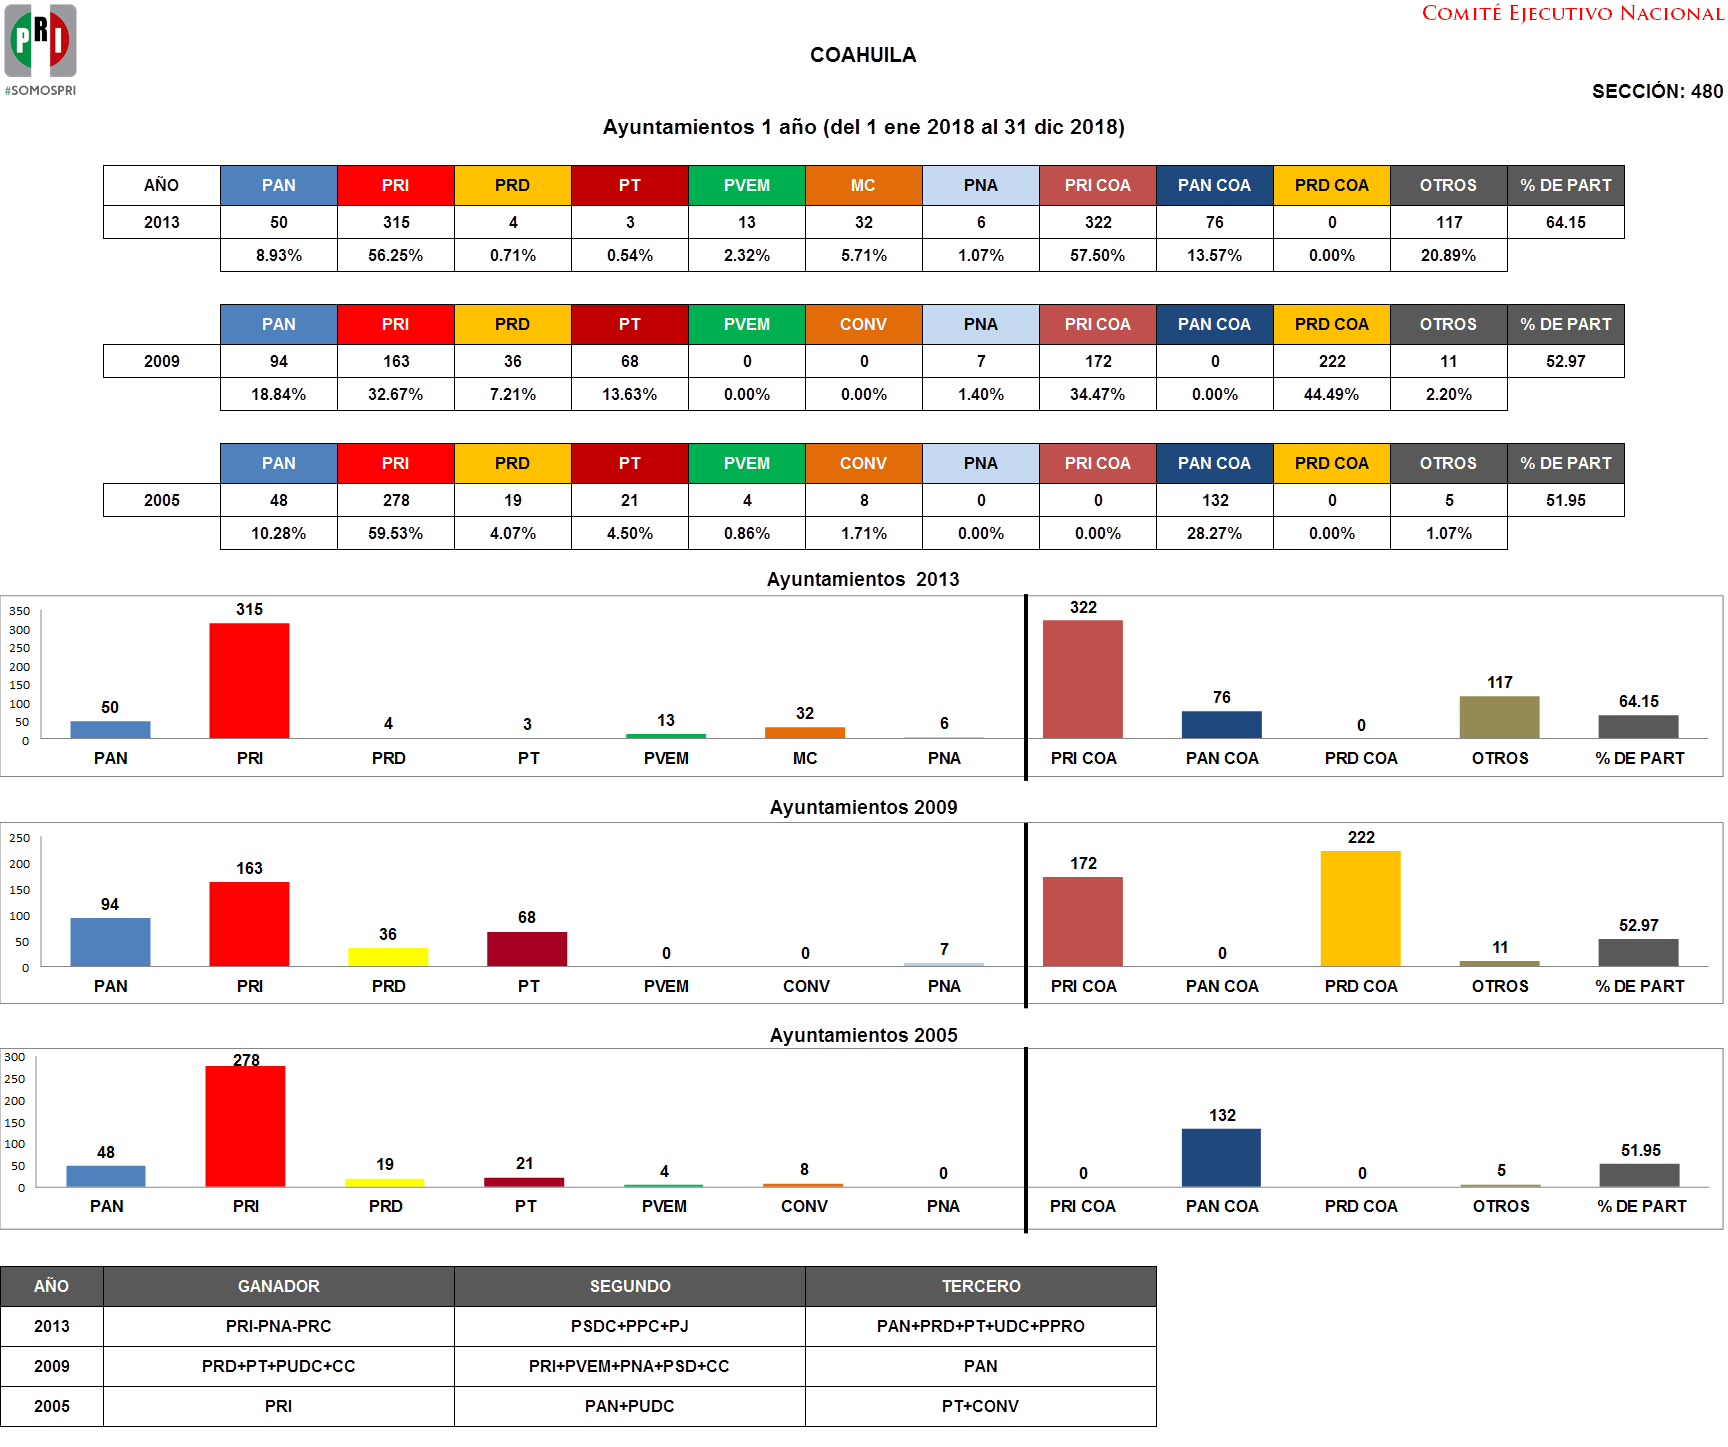 PRI
#SOMOSPRI
COMITÉ EJECUTIVO NACIONAL
COAHUILA
SECCIÓN: 480
Ayuntamientos 1 año (del 1 ene 2018 al 31 dic 2018)
AÑO PAN PRI PRD PT PVEM MC PNA PRI COA PAN COA PRD COA OTROS % DE PART
2013 50 315 4 3 13 32 6 322 76 0 117 64.15
8.93% 56.25% 0.71% 0.54% 2.32% 5.71% 1.07% 57.50% 13.57% 0.00% 20.89%
PAN PRI PRD PT PVEM CONV PNA PRI COA PAN COA PRD COA OTROS % DE PART
2009 94 163 36 68 0 0 7 172 0 222 11 52.97
18.84% 32.67% 7.21% 13.63% 0.00% 0.00% 1.40% 34.47% 0.00% 44.49% 2.20%
PAN PRI PRD PT PVEM CONV PNA PRI COA PAN COA PRD COA OTROS % DE PART
2005 48 278 19 21 4 8 0 0 132 0 5 51.95
10.28% 59.53% 4.07% 4.50% 0.86% 1.71% 0.00% 0.00% 28.27% 0.00% 1.07%
Ayuntamientos 2013
350
300
250
200
150
100
50
0
50 315 4 3 13 32 6 322 76 0 117 64.15
PAN PRI PRD PT PVEM MC PNA PRI COA PAN COA PRD COA OTROS % DE PART
Ayuntamientos 2009
250
200
150
100
50
0
94 163 36 68 0 0 7 172 0 222 11 52.97
PAN PRI PRD PT PVEM CONV PNA PRI COA PAN COA PRD COA OTROS % DE PART
Ayuntamientos 2005
300
250
200
150
100
50
0
48 278 19 21 4 8 0 0 132 0 5 51.95
PAN PRI PRD PT PVEM CONV PNA PRI COA PAN COA PRD COA OTROS % DE PART
AÑO GANADOR SEGUNDO TERCERO
2013 PRI-PNA-PRC PSDC+PPC+PJ PAN+PRD+PT+UDC+PPRO
2009 PRD+PT+PUDC+CC PRI+PVEM+PNA+PSD+CC PAN
2005 PRI PAN+PUDC PT+CONV